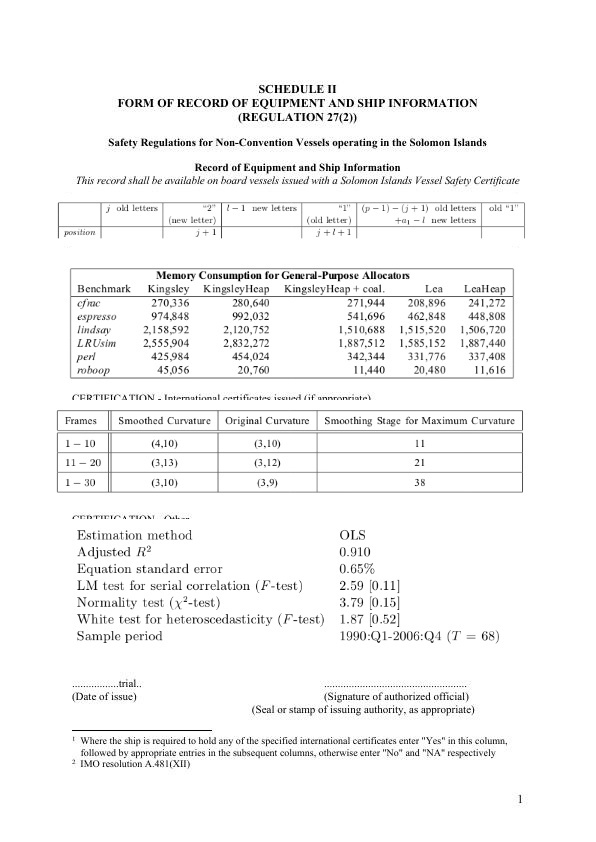 SCHEDULE II
FORM OF RECORD OF EQUIPMENT AND SHIP INFORMATION
(REGULATION 27(2))
Safety Regulations for Non-Convention Vessels operating in the Solomon Islands
Record of Equipment and Ship Information
This record shall be available on board vessels issued with a Solomon Islands Vessel Safety Certificate
j old letters “2” l − 1 new letters “1” (p − 1) − (j + 1) old letters old “1”
(new letter) (old letter) +a₁ − l new letters
position j + 1 j + l + 1
Memory Consumption for General-Purpose Allocators
Benchmark Kingsley KingsleyHeap KingsleyHeap + coal. Lea LeaHeap
cfrac 270,336 280,640 271,944 208,896 241,272
espresso 974,848 992,032 541,696 462,848 448,808
lindsay 2,158,592 2,120,752 1,510,688 1,515,520 1,506,720
LRUsim 2,555,904 2,832,272 1,887,512 1,585,152 1,887,440
perl 425,984 454,024 342,344 331,776 337,408
roboop 45,056 20,760 11,440 20,480 11,616
CERTIFICATION - International certificates issued (if appropriate)
Frames Smoothed Curvature Original Curvature Smoothing Stage for Maximum Curvature
1 − 10 (4,10) (3,10) 11
11 − 20 (3,13) (3,12) 21
1 − 30 (3,10) (3,9) 38
CERTIFICATION - Other
Estimation method OLS
Adjusted R² 0.910
Equation standard error 0.65%
LM test for serial correlation (F-test) 2.59 [0.11]
Normality test (χ²-test) 3.79 [0.15]
White test for heteroscedasticity (F-test) 1.87 [0.52]
Sample period 1990:Q1-2006:Q4 (T = 68)
.................trial.. ....................................................
(Date of issue) (Signature of authorized official)
(Seal or stamp of issuing authority, as appropriate)
1 Where the ship is required to hold any of the specified international certificates enter "Yes" in this column,
followed by appropriate entries in the subsequent columns, otherwise enter "No" and "NA" respectively
2 IMO resolution A.481(XII)
1